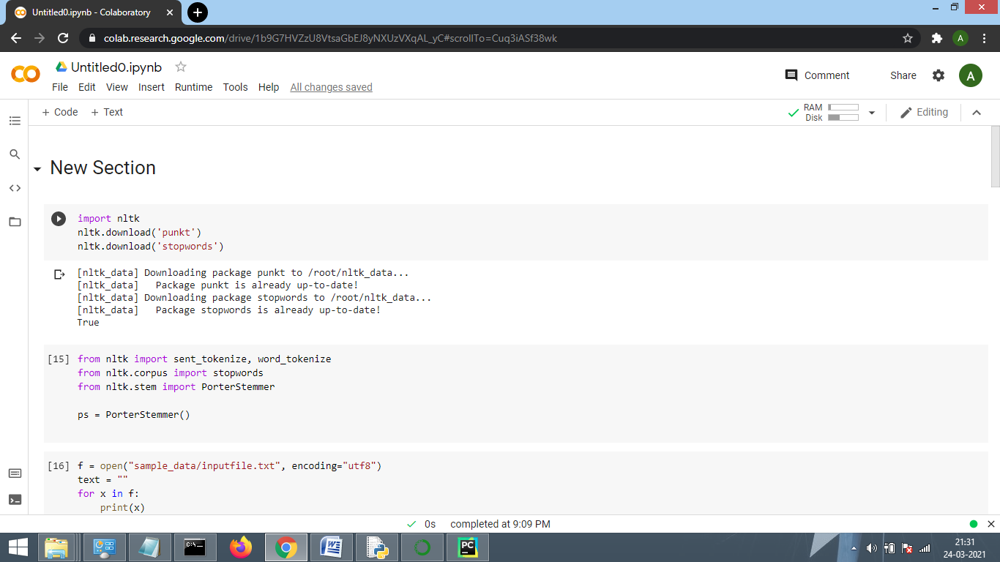 Untitled0.ipynb - Colaboratory
colab.research.google.com/drive/1b9G7HVZzU8VtsaGbEJ8yNXUzVXqAL_yC#scrollTo=Cuq3iASf38wk
A
Untitled0.ipynb
Comment
Share
A
File Edit View Insert Runtime Tools Help All changes saved
+ Code + Text
RAM
Disk
Editing
New Section
import nltk
nltk.download('punkt')
nltk.download('stopwords')
[nltk_data] Downloading package punkt to /root/nltk_data...
[nltk_data]   Package punkt is already up-to-date!
[nltk_data] Downloading package stopwords to /root/nltk_data...
[nltk_data]   Package stopwords is already up-to-date!
True
[15] from nltk import sent_tokenize, word_tokenize
from nltk.corpus import stopwords
from nltk.stem import PorterStemmer
ps = PorterStemmer()
[16] f = open("sample_data/inputfile.txt", encoding="utf8")
text = ""
for x in f:
    print(x)
0s completed at 9:09 PM
C:\.
W
PC
21:31
24-03-2021